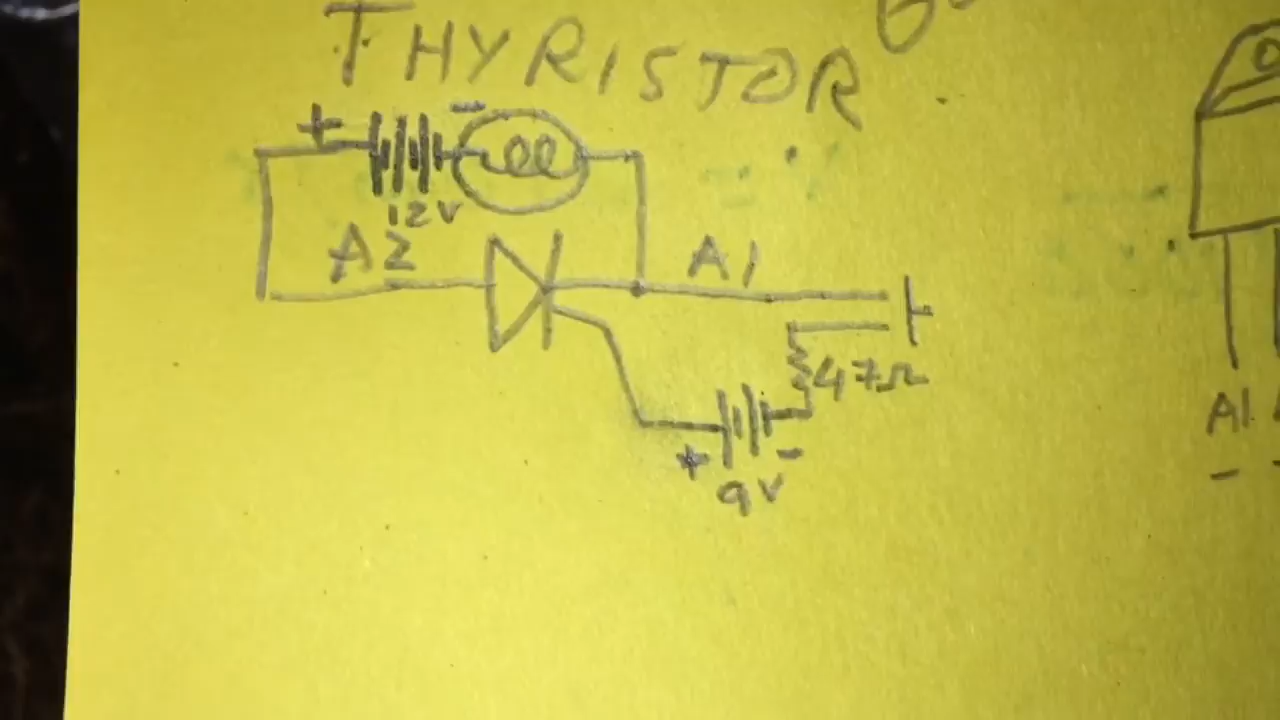 THYRISTOR
+ -
12V
A2 A1
47Ω
+ -
9V
A1
-